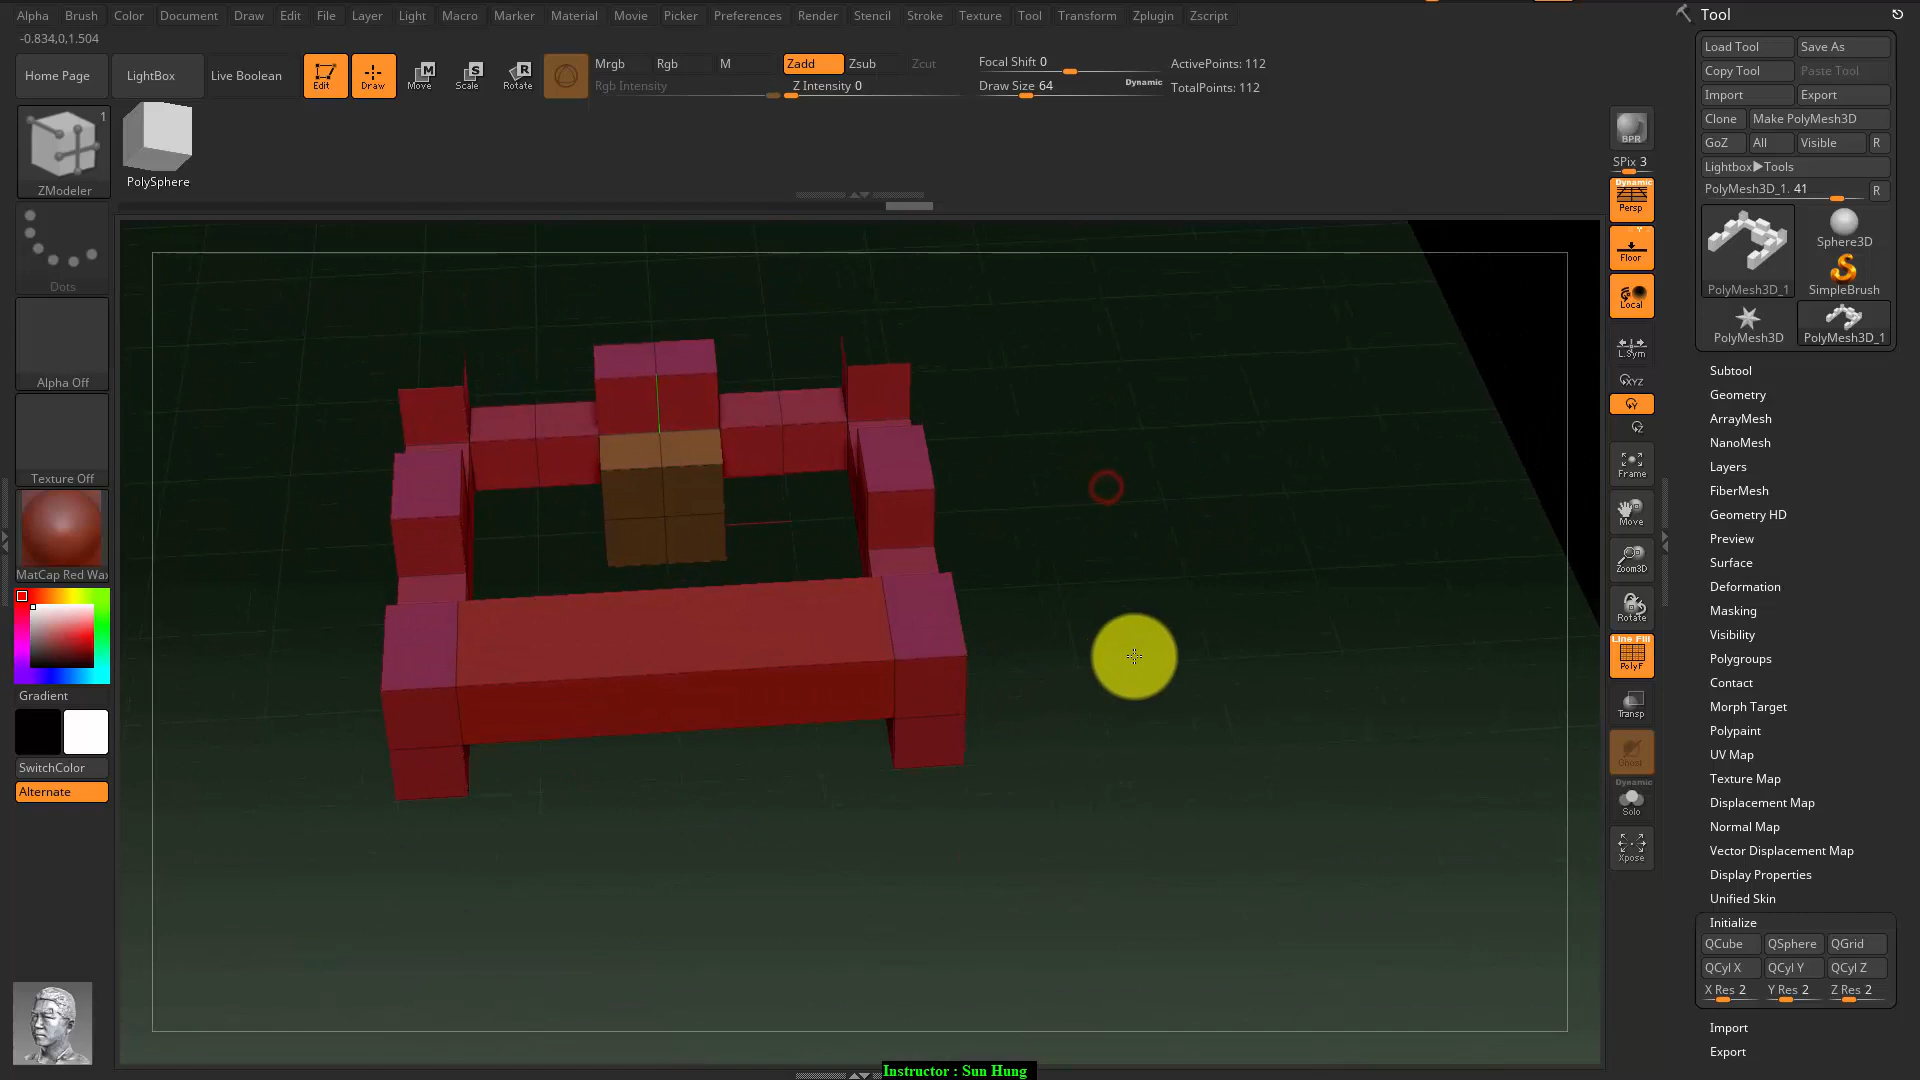 Alpha Brush Color Document Draw Edit File Layer Light Macro Marker Material Movie Picker Preferences Render Stencil Stroke Texture Tool Transform Zplugin Zscript
Tool
-0.834,0,1.504
Home Page
LightBox
Live Boolean
Edit
Draw
Move
Scale
Rotate
Mrgb
Rgb
M
Rgb Intensity
Zadd
Zsub
Zcut
Z Intensity 0
Focal Shift 0
Draw Size 64
Dynamic
ActivePoints: 112
TotalPoints: 112
1
ZModeler
PolySphere
Dots
Alpha Off
Texture Off
MatCap Red Wax
Gradient
SwitchColor
Alternate
BPR
SPix 3
Dynamic
Persp
Floor
Local
L.Sym
XYZ
Y
Z
Frame
Move
Zoom3D
Rotate
Line Fill
PolyF
Transp
Ghost
Dynamic
Solo
Xpose
Load Tool
Save As
Copy Tool
Paste Tool
Import
Export
Clone
Make PolyMesh3D
GoZ
All
Visible
R
Lightbox▶Tools
PolyMesh3D_1. 41
R
PolyMesh3D_1
Sphere3D
SimpleBrush
PolyMesh3D
PolyMesh3D_1
Subtool
Geometry
ArrayMesh
NanoMesh
Layers
FiberMesh
Geometry HD
Preview
Surface
Deformation
Masking
Visibility
Polygroups
Contact
Morph Target
Polypaint
UV Map
Texture Map
Displacement Map
Normal Map
Vector Displacement Map
Display Properties
Unified Skin
Initialize
QCube
QSphere
QGrid
QCyl X
QCyl Y
QCyl Z
X Res 2
Y Res 2
Z Res 2
Import
Export
Instructor : Sun Hung